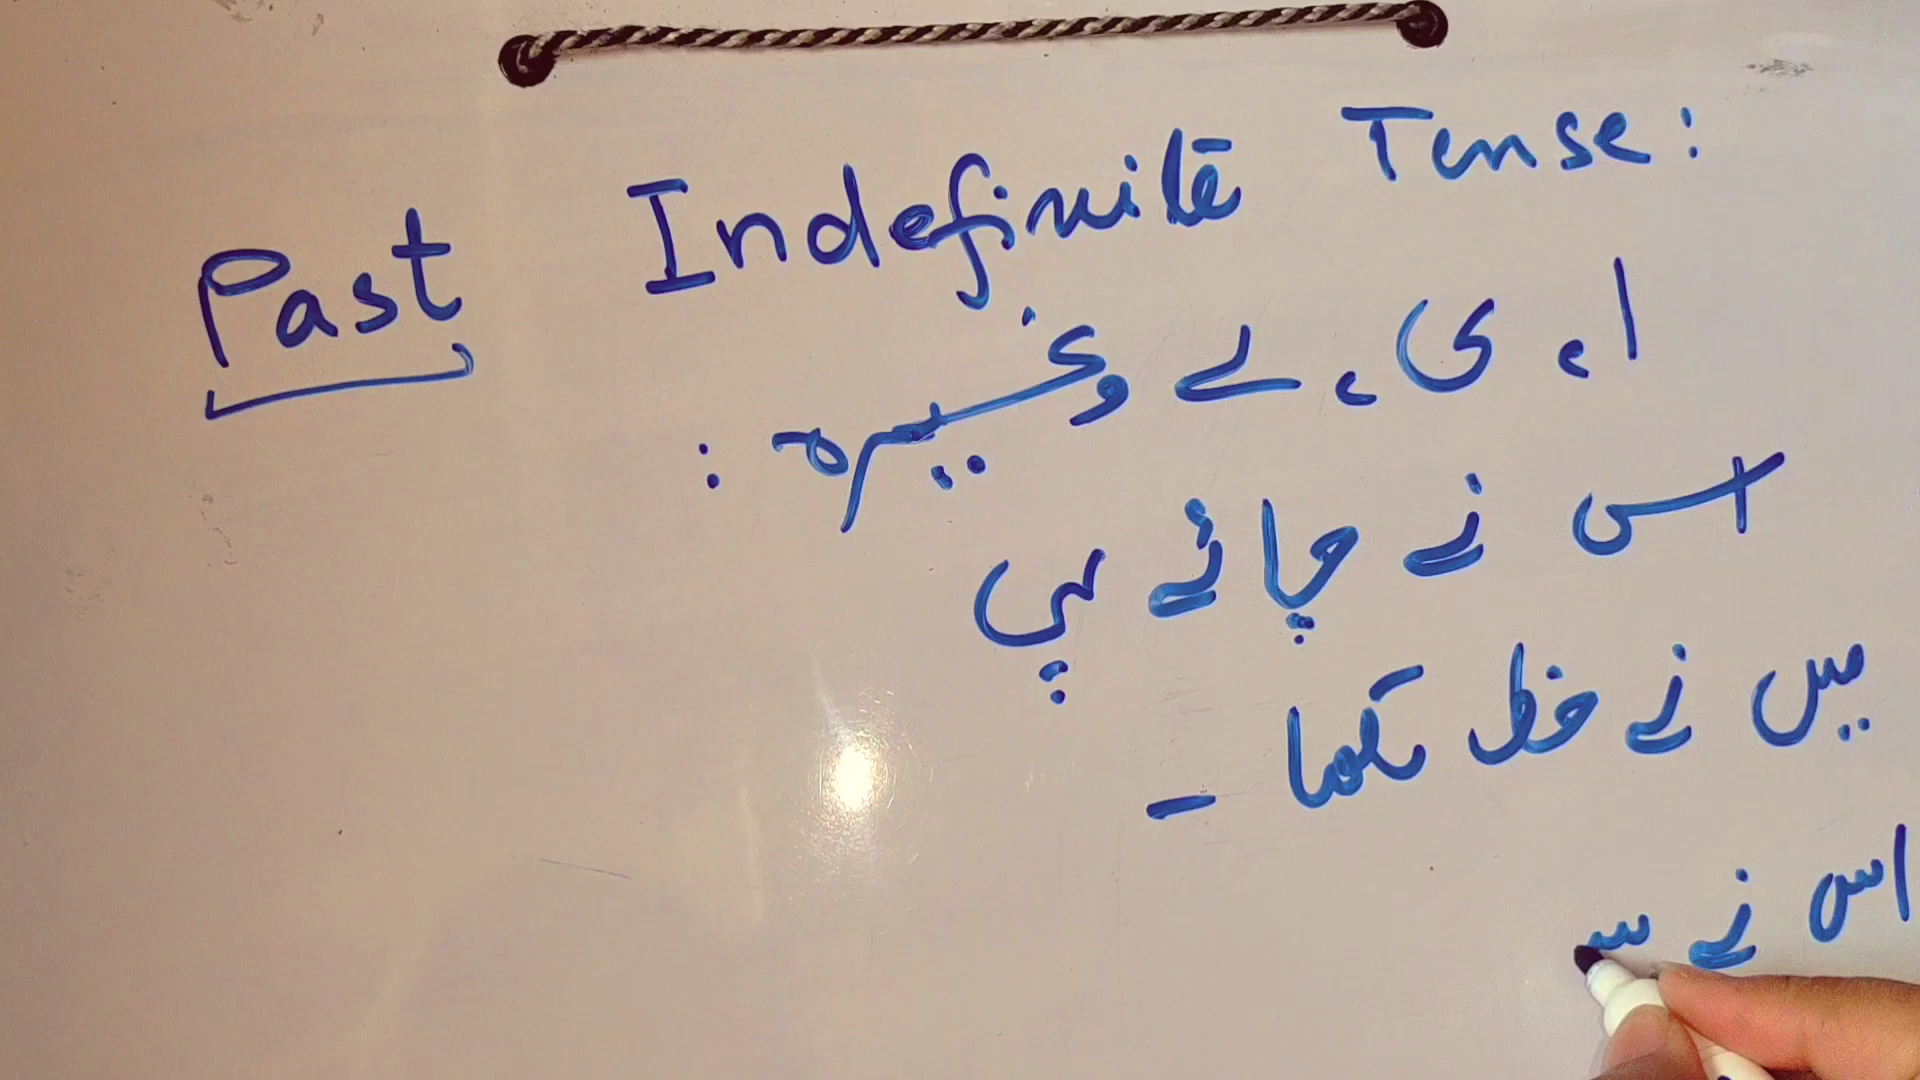 Past Indefinite Tense:
ا، ی، ے وغیرہ:
اس نے چائے پی
میں نے خط لکھا -
اس نے